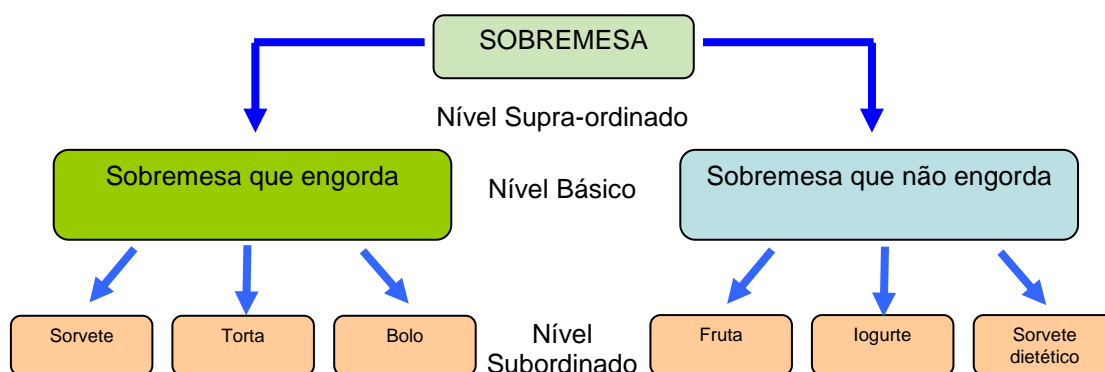 SOBREMESA
Nível Supra-ordinado
Sobremesa que engorda
Nível Básico
Sobremesa que não engorda
Sorvete
Torta
Bolo
Nível
Subordinado
Fruta
Iogurte
Sorvete
dietético